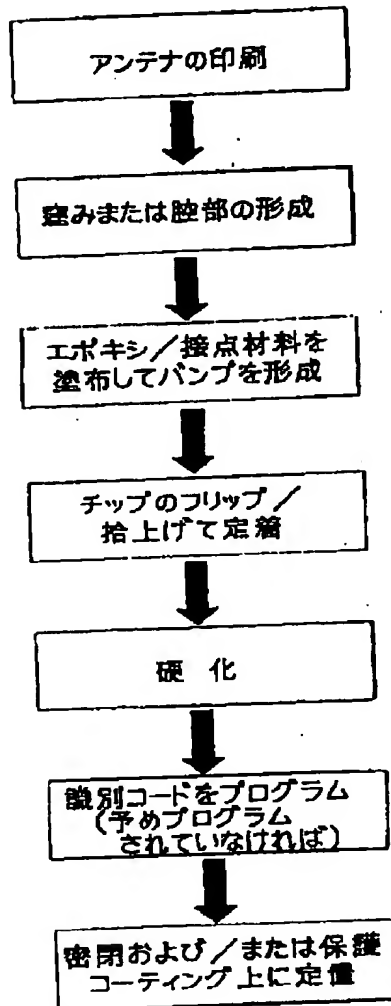 アンテナの印刷
窪みまたは腔部の形成
エポキシ／接点材料を
塗布してバンプを形成
チップのフリップ／
拾上げて定着
硬 化
識別コードをプログラム
(予めプログラム
されていなければ)
密閉および／または保護
コーティング上に定置